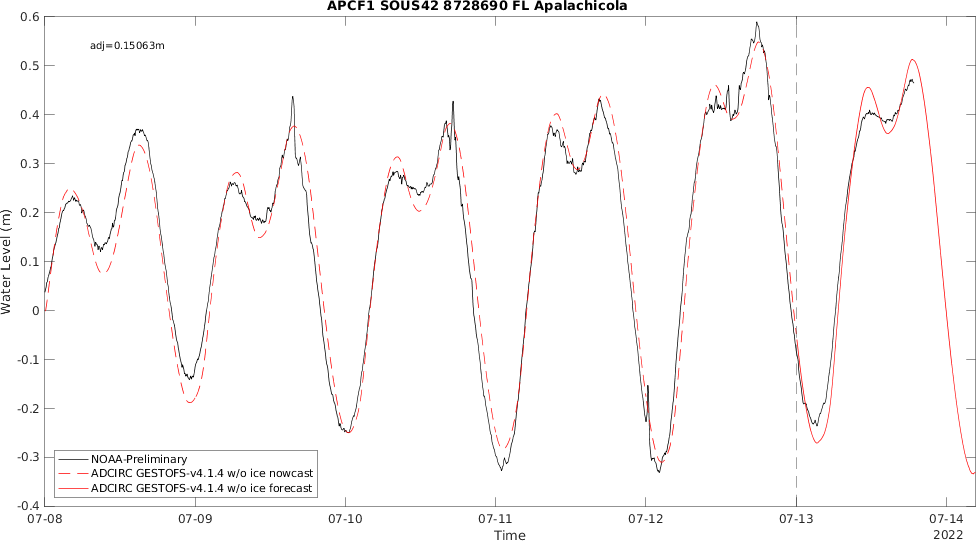 APCF1 SOUS42 8728690 FL Apalachicola
adj=0.15063m
0.6
0.5
0.4
0.3
0.2
0.1
0
-0.1
-0.2
-0.3
-0.4
Water Level (m)
NOAA-Preliminary
ADCIRC GESTOFS-v4.1.4 w/o ice nowcast
ADCIRC GESTOFS-v4.1.4 w/o ice forecast
07-08 07-09 07-10 07-11 07-12 07-13 07-14
Time
2022